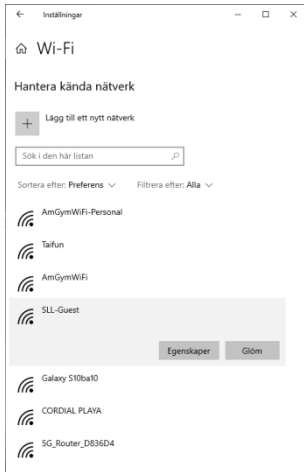 Inställningar
Wi-Fi
Hantera kända nätverk
Lägg till ett nytt nätverk
Sök i den här listan
Sortera efter: Preferens Filtrera efter: Alla
AmGymWiFi-Personal
Taifun
AmGymWiFi
SLL-Guest
Egenskaper Glöm
Galaxy S10ba10
CORDIAL PLAYA
SG_Router_D836D4